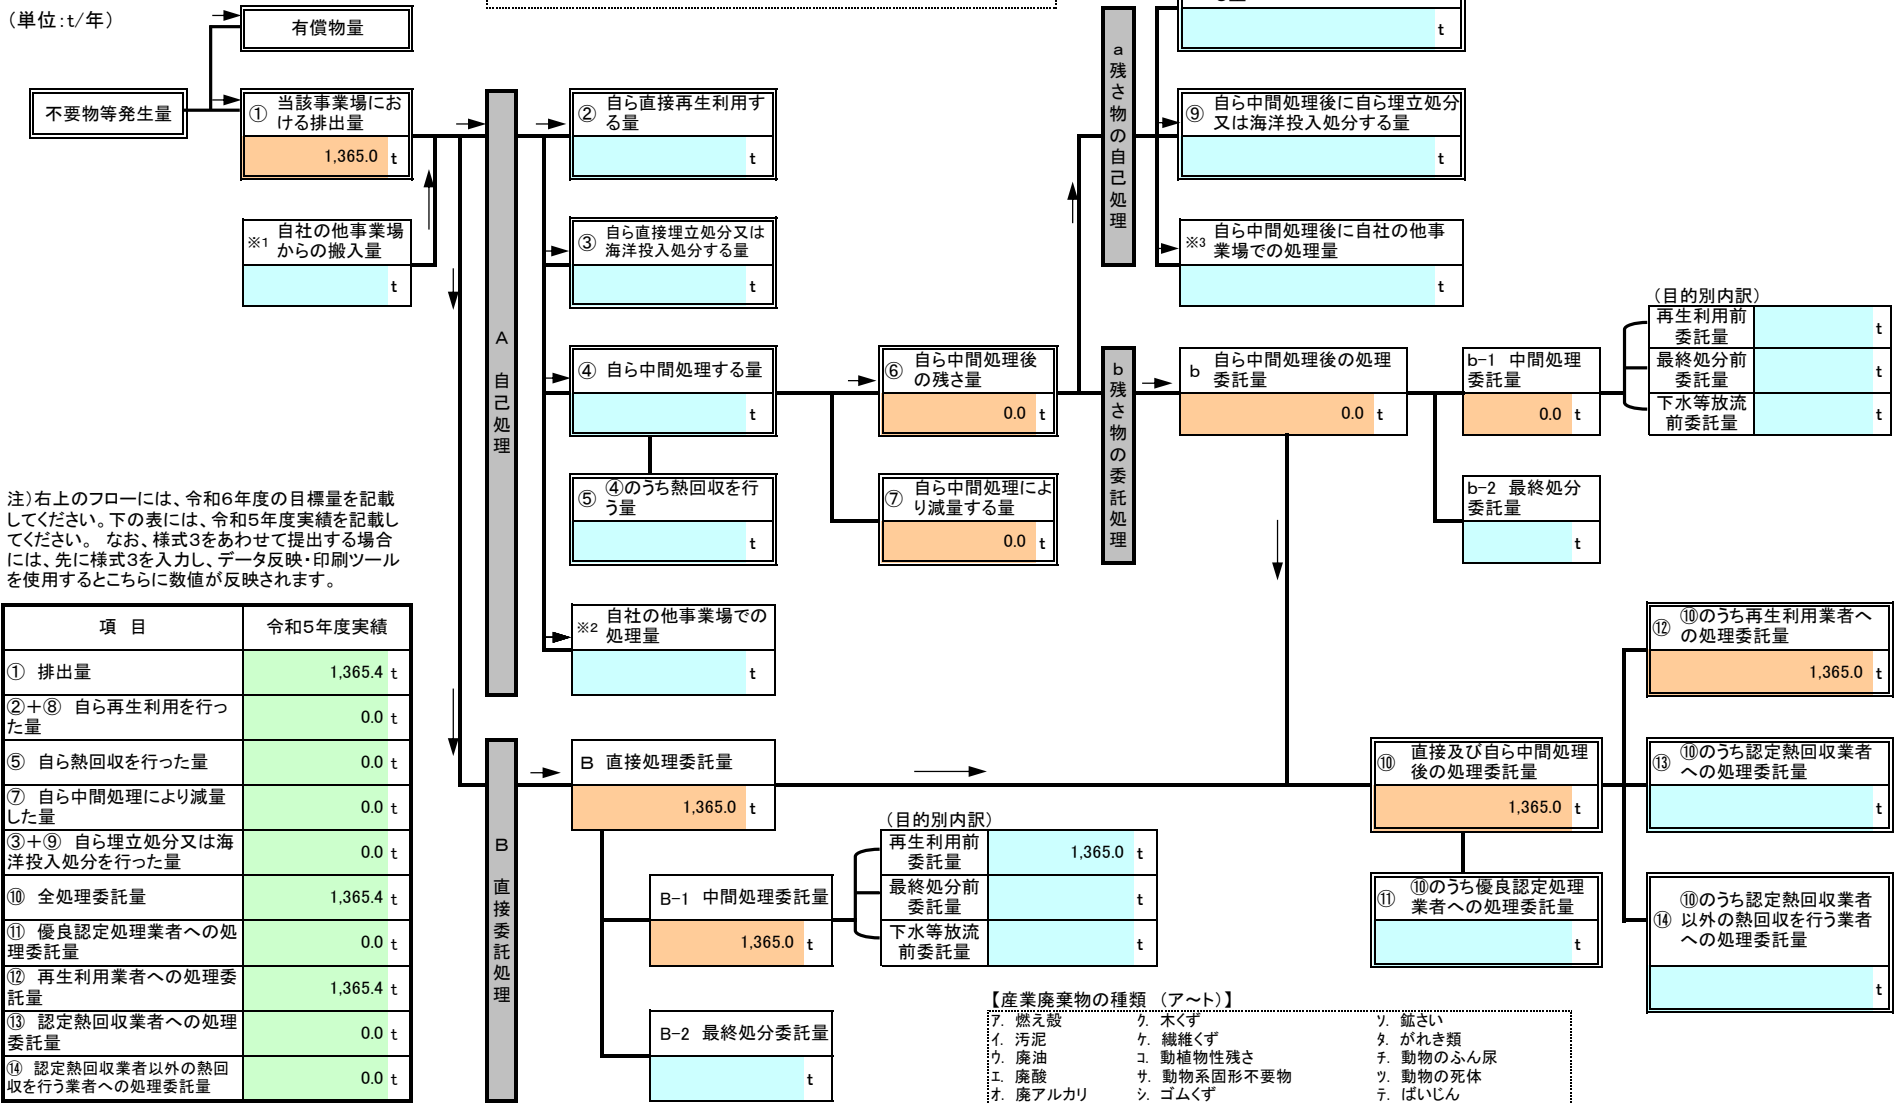 （単位：t/年）
有償物量
不要物等発生量
① 当該事業場にお
ける排出量
1,365.0 t
※1 自社の他事業場
からの搬入量
t
A 自己処理
② 自ら直接再生利用す
る量
t
③ 自ら直接埋立処分又は
海洋投入処分する量
t
④ 自ら中間処理する量
t
⑤ ④のうち熱回収を行
う量
t
※2 自社の他事業場での
処理量
t
⑥ 自ら中間処理後
の残さ量
0.0 t
⑦ 自ら中間処理によ
り減量する量
0.0 t
a 残さ物の自己処理
t
⑨ 自ら中間処理後に自ら埋立処分
又は海洋投入処分する量
t
※3 自ら中間処理後に自社の他事
業場での処理量
t
b 残さ物の委託処理
b 自ら中間処理後の処理
委託量
0.0 t
b-1 中間処理
委託量
0.0 t
（目的別内訳）
再生利用前
委託量
t
最終処分前
委託量
t
下水等放流
前委託量
t
b-2 最終処分
委託量
t
注）右上のフローには、令和６年度の目標量を記載
してください。下の表には、令和５年度実績を記載し
てください。 なお、様式３をあわせて提出する場合
には、先に様式３を入力し、データ反映・印刷ツール
を使用するとこちらに数値が反映されます。
項 目 令和５年度実績
① 排出量 1,365.4 t
②＋⑧ 自ら再生利用を行っ
た量 0.0 t
⑤ 自ら熱回収を行った量 0.0 t
⑦ 自ら中間処理により減量
した量 0.0 t
③＋⑨ 自ら埋立処分又は海
洋投入処分を行った量 0.0 t
⑩ 全処理委託量 1,365.4 t
⑪ 優良認定処理業者への処
理委託量 0.0 t
⑫ 再生利用業者への処理委
託量 1,365.4 t
⑬ 認定熱回収業者への処理
委託量 0.0 t
⑭ 認定熱回収業者以外の熱回
収を行う業者への処理委託量 0.0 t
B 直接委託処理
B 直接処理委託量
1,365.0 t
B-1 中間処理委託量
1,365.0 t
（目的別内訳）
再生利用前
委託量
1,365.0 t
最終処分前
委託量
t
下水等放流
前委託量
t
B-2 最終処分委託量
t
⑩ 直接及び自ら中間処理
後の処理委託量
1,365.0 t
⑪ ⑩のうち優良認定処理
業者への処理委託量
t
⑫ ⑩のうち再生利用業者へ
の処理委託量
1,365.0 t
⑬ ⑩のうち認定熱回収業者
への処理委託量
t
⑭ ⑩のうち認定熱回収業者
以外の熱回収を行う業者
への処理委託量
t
【産業廃棄物の種類 （ア～ト）】
ア. 燃え殻 ク. 木くず ソ. 鉱さい
イ. 汚泥 ケ. 繊維くず タ. がれき類
ウ. 廃油 コ. 動植物性残さ チ. 動物のふん尿
エ. 廃酸 サ. 動物系固形不要物 ツ. 動物の死体
オ. 廃アルカリ シ. ゴムくず テ. ばいじん